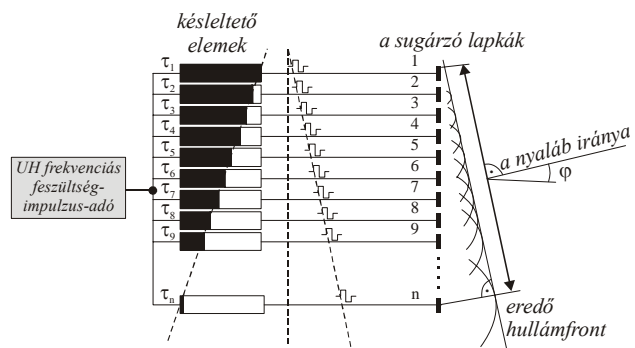 késleltető
elemek
a sugárzó lapkák
τ1
τ2
τ3
τ4
τ5
τ6
τ7
τ8
τ9
τn
1
2
3
4
5
6
7
8
9
n
UH frekvenciás
feszültség-
impulzus-adó
a nyaláb iránya
φ
eredő
hullámfront